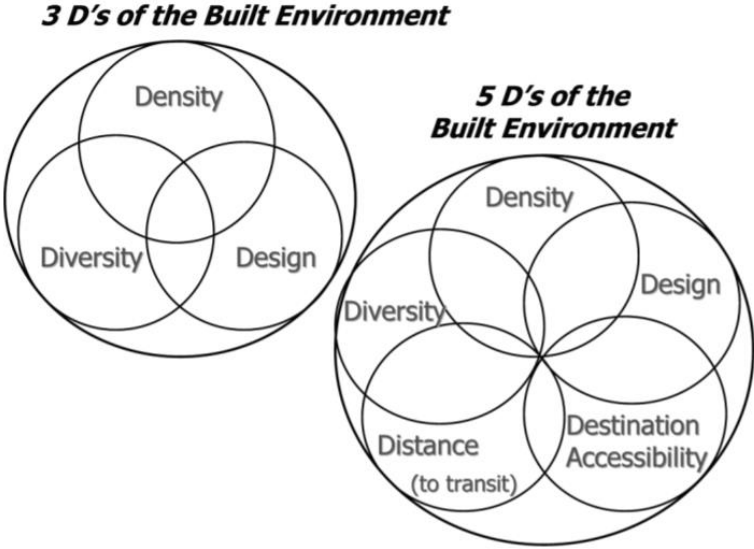 3 D's of the Built Environment
Density
Diversity
Design
5 D's of the
Built Environment
Density
Design
Diversity
Distance
(to transit)
Destination
Accessibility